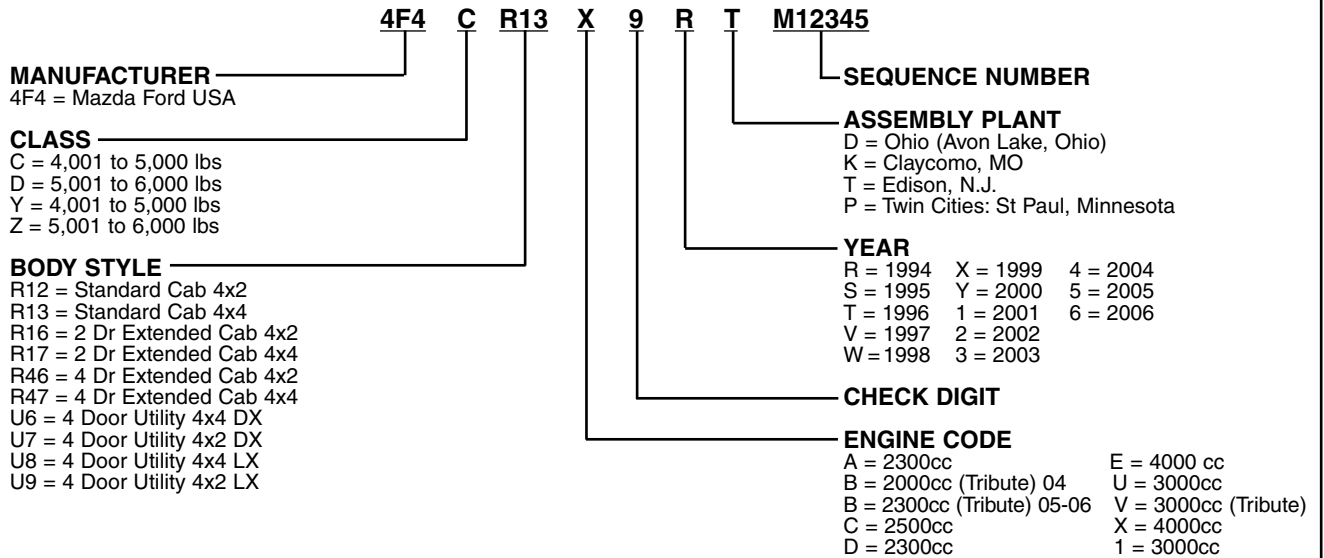 4F4 C R13 X 9 R T M12345
MANUFACTURER
4F4 = Mazda Ford USA
CLASS
C = 4,001 to 5,000 lbs
D = 5,001 to 6,000 lbs
Y = 4,001 to 5,000 lbs
Z = 5,001 to 6,000 lbs
BODY STYLE
R12 = Standard Cab 4x2
R13 = Standard Cab 4x4
R16 = 2 Dr Extended Cab 4x2
R17 = 2 Dr Extended Cab 4x4
R46 = 4 Dr Extended Cab 4x2
R47 = 4 Dr Extended Cab 4x4
U6 = 4 Door Utility 4x4 DX
U7 = 4 Door Utility 4x2 DX
U8 = 4 Door Utility 4x4 LX
U9 = 4 Door Utility 4x2 LX
SEQUENCE NUMBER
ASSEMBLY PLANT
D = Ohio (Avon Lake, Ohio)
K = Claycomo, MO
T = Edison, N.J.
P = Twin Cities: St Paul, Minnesota
YEAR
R = 1994 X = 1999 4 = 2004
S = 1995 Y = 2000 5 = 2005
T = 1996 1 = 2001 6 = 2006
V = 1997 2 = 2002
W = 1998 3 = 2003
CHECK DIGIT
ENGINE CODE
A = 2300cc E = 4000 cc
B = 2000cc (Tribute) 04 U = 3000cc
B = 2300cc (Tribute) 05-06 V = 3000cc (Tribute)
C = 2500cc X = 4000cc
D = 2300cc 1 = 3000cc